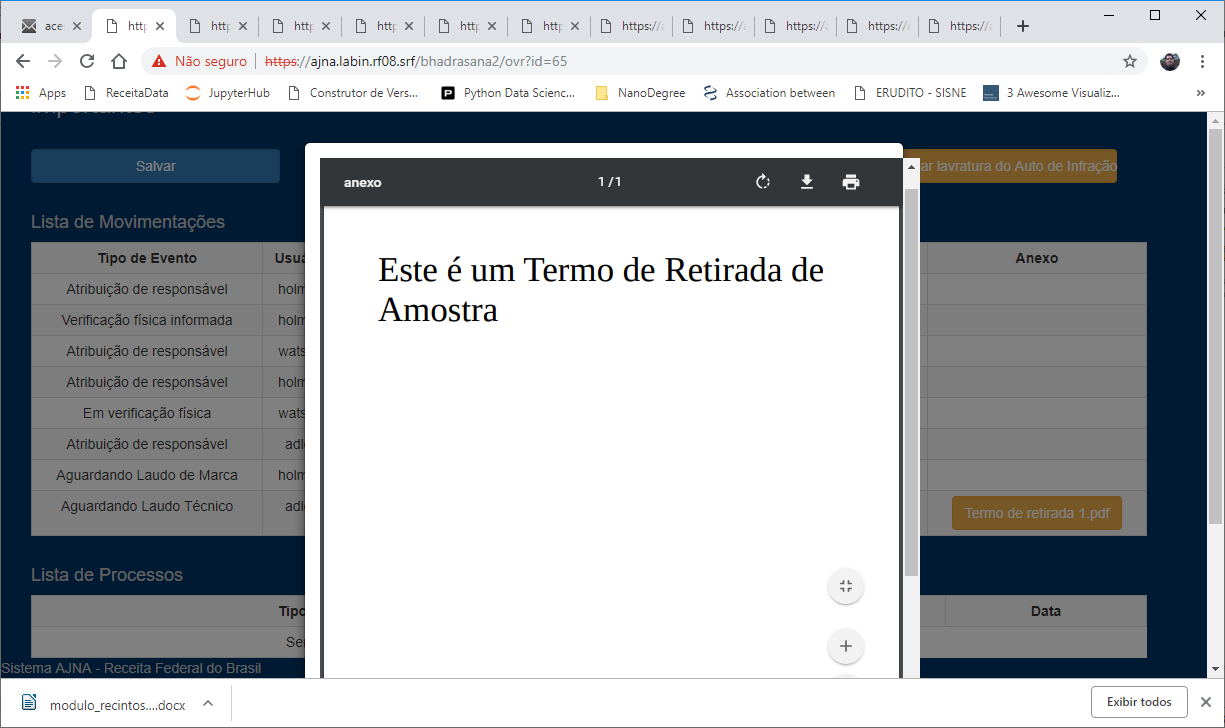 ace
http
http
http
http
http
http
https://
https://
https://
https://
https://
Não seguro
https://ajna.labin.rf08.srf/bhadrasana2/ovr?id=65
Apps
ReceitaData
JupyterHub
Construtor de Vers...
Python Data Scienc...
NanoDegree
Association between
ERUDITO - SISNE
3 Awesome Visualiz...
»
Importantes
Salvar
ar lavratura do Auto de Infração
anexo
1 / 1
Este é um Termo de Retirada de
Amostra
Lista de Movimentações
Tipo de Evento Usua Anexo
Atribuição de responsável holm
Verificação física informada holm
Atribuição de responsável wats
Atribuição de responsável holm
Em verificação física wats
Atribuição de responsável adl
Aguardando Laudo de Marca holm
Aguardando Laudo Técnico adl Termo de retirada 1.pdf
Lista de Processos
Tipo Data
Se
Sistema AJNA - Receita Federal do Brasil
modulo_recintos....docx
Exibir todos